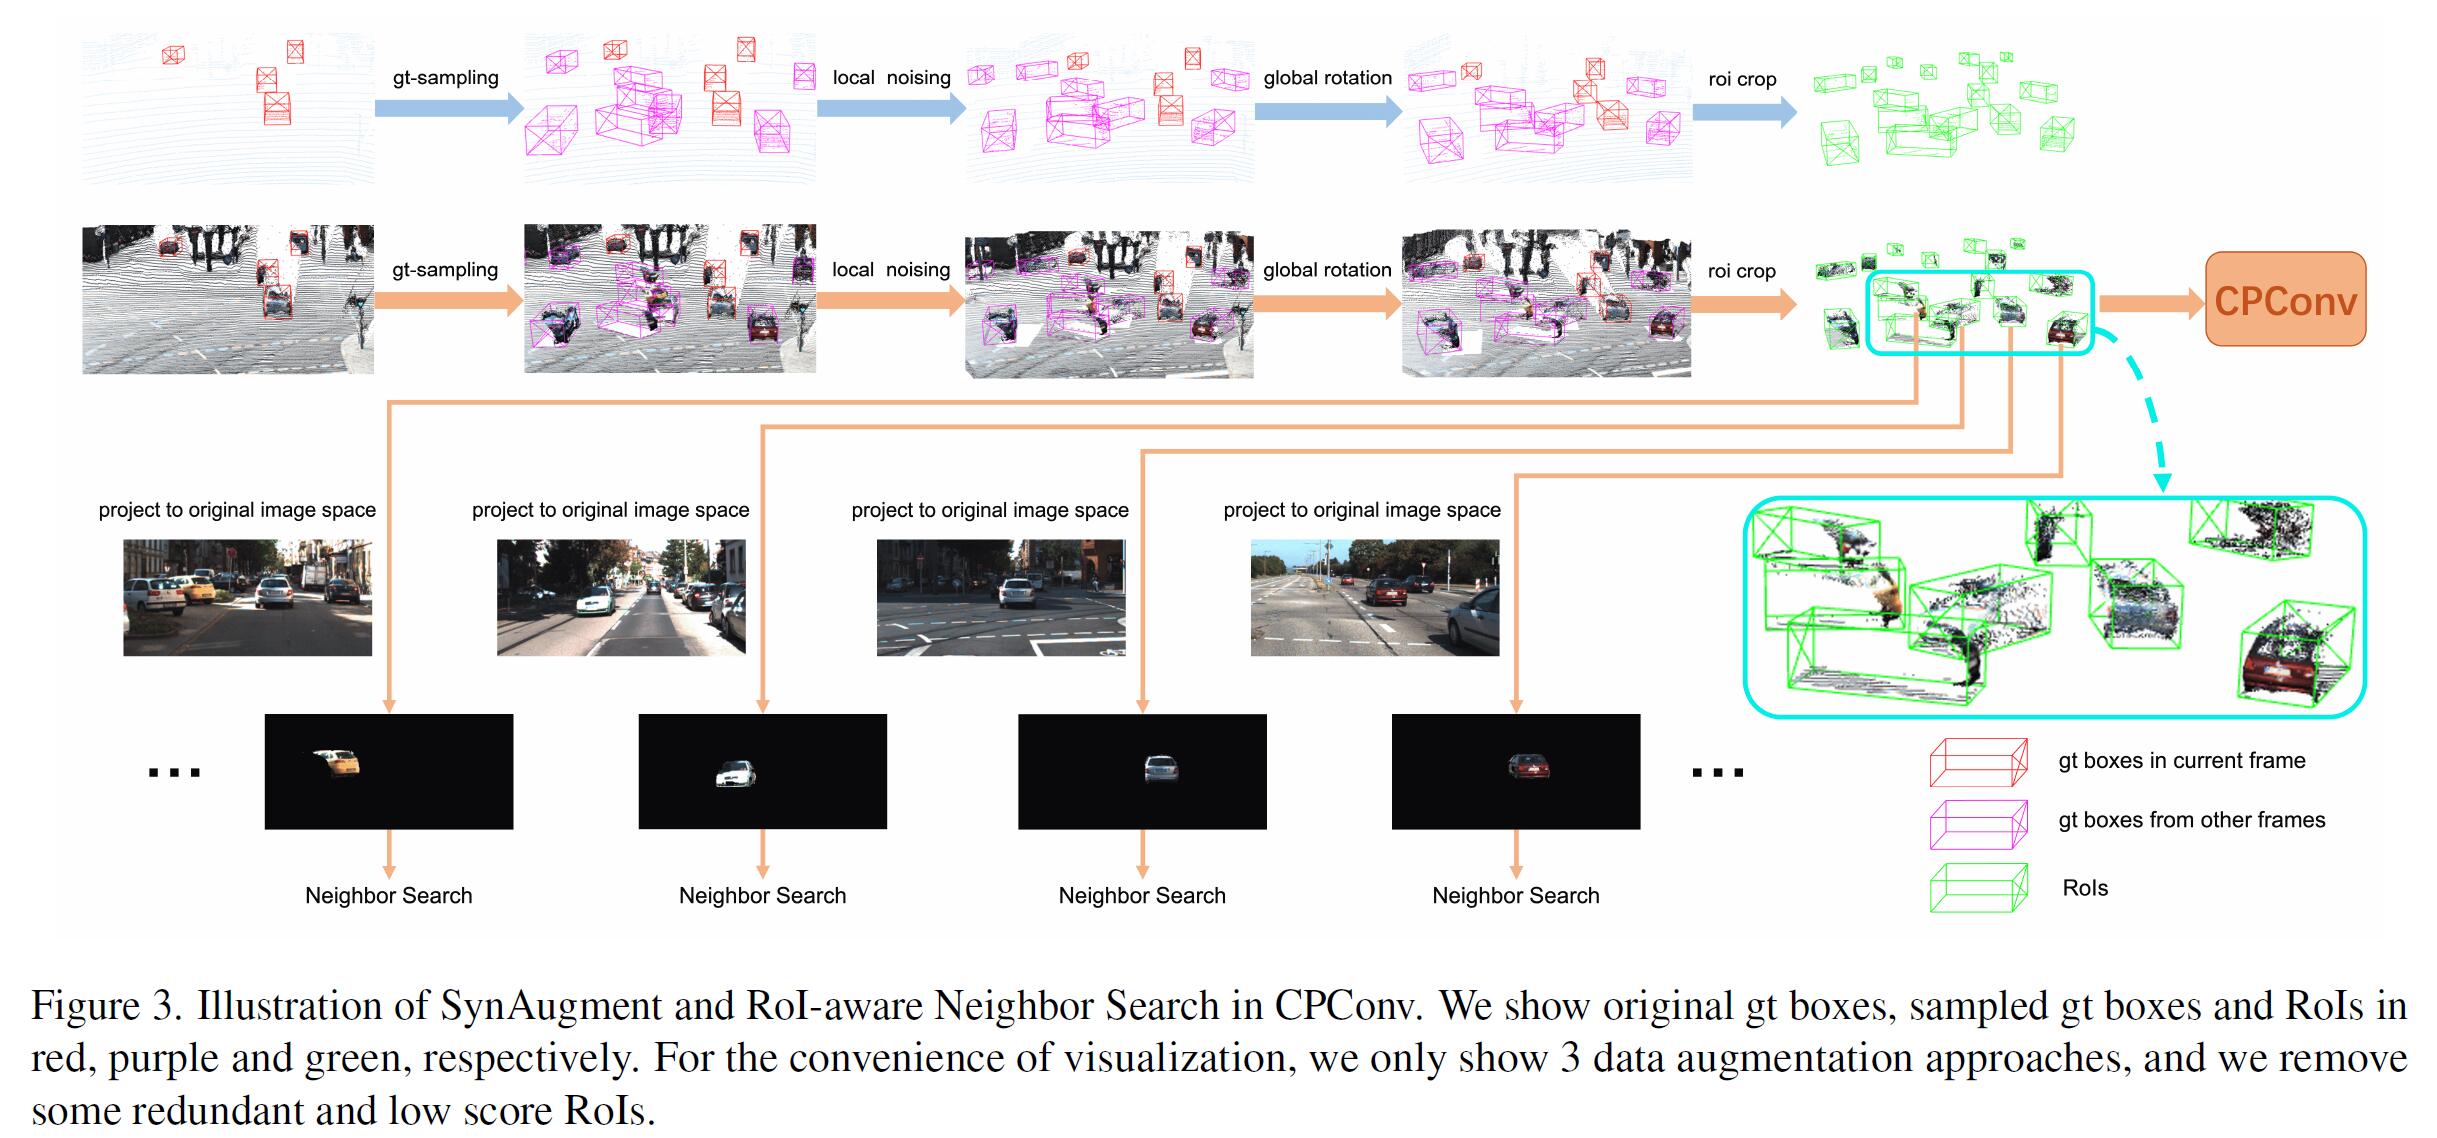 gt-sampling
local noising
global rotation
roi crop
gt-sampling
local noising
global rotation
roi crop
CPConv
project to original image space
project to original image space
project to original image space
project to original image space
...
...
gt boxes in current frame
gt boxes from other frames
RoIs
Neighbor Search
Neighbor Search
Neighbor Search
Neighbor Search
Figure 3. Illustration of SynAugment and RoI-aware Neighbor Search in CPConv. We show original gt boxes, sampled gt boxes and RoIs in
red, purple and green, respectively. For the convenience of visualization, we only show 3 data augmentation approaches, and we remove
some redundant and low score RoIs.